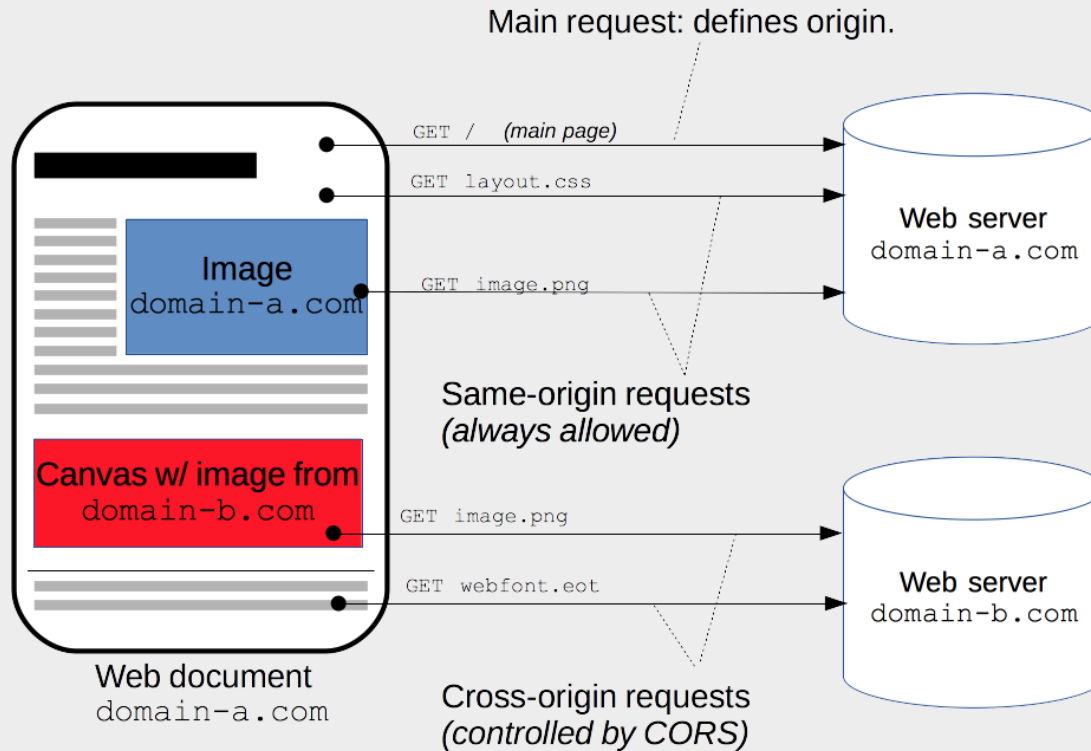 Main request: defines origin.
GET / (main page)
GET layout.css
Image
domain-a.com
GET image.png
Web server
domain-a.com
Same-origin requests
(always allowed)
Canvas w/ image from
domain-b.com
GET image.png
GET webfont.eot
Web server
domain-b.com
Web document
domain-a.com
Cross-origin requests
(controlled by CORS)